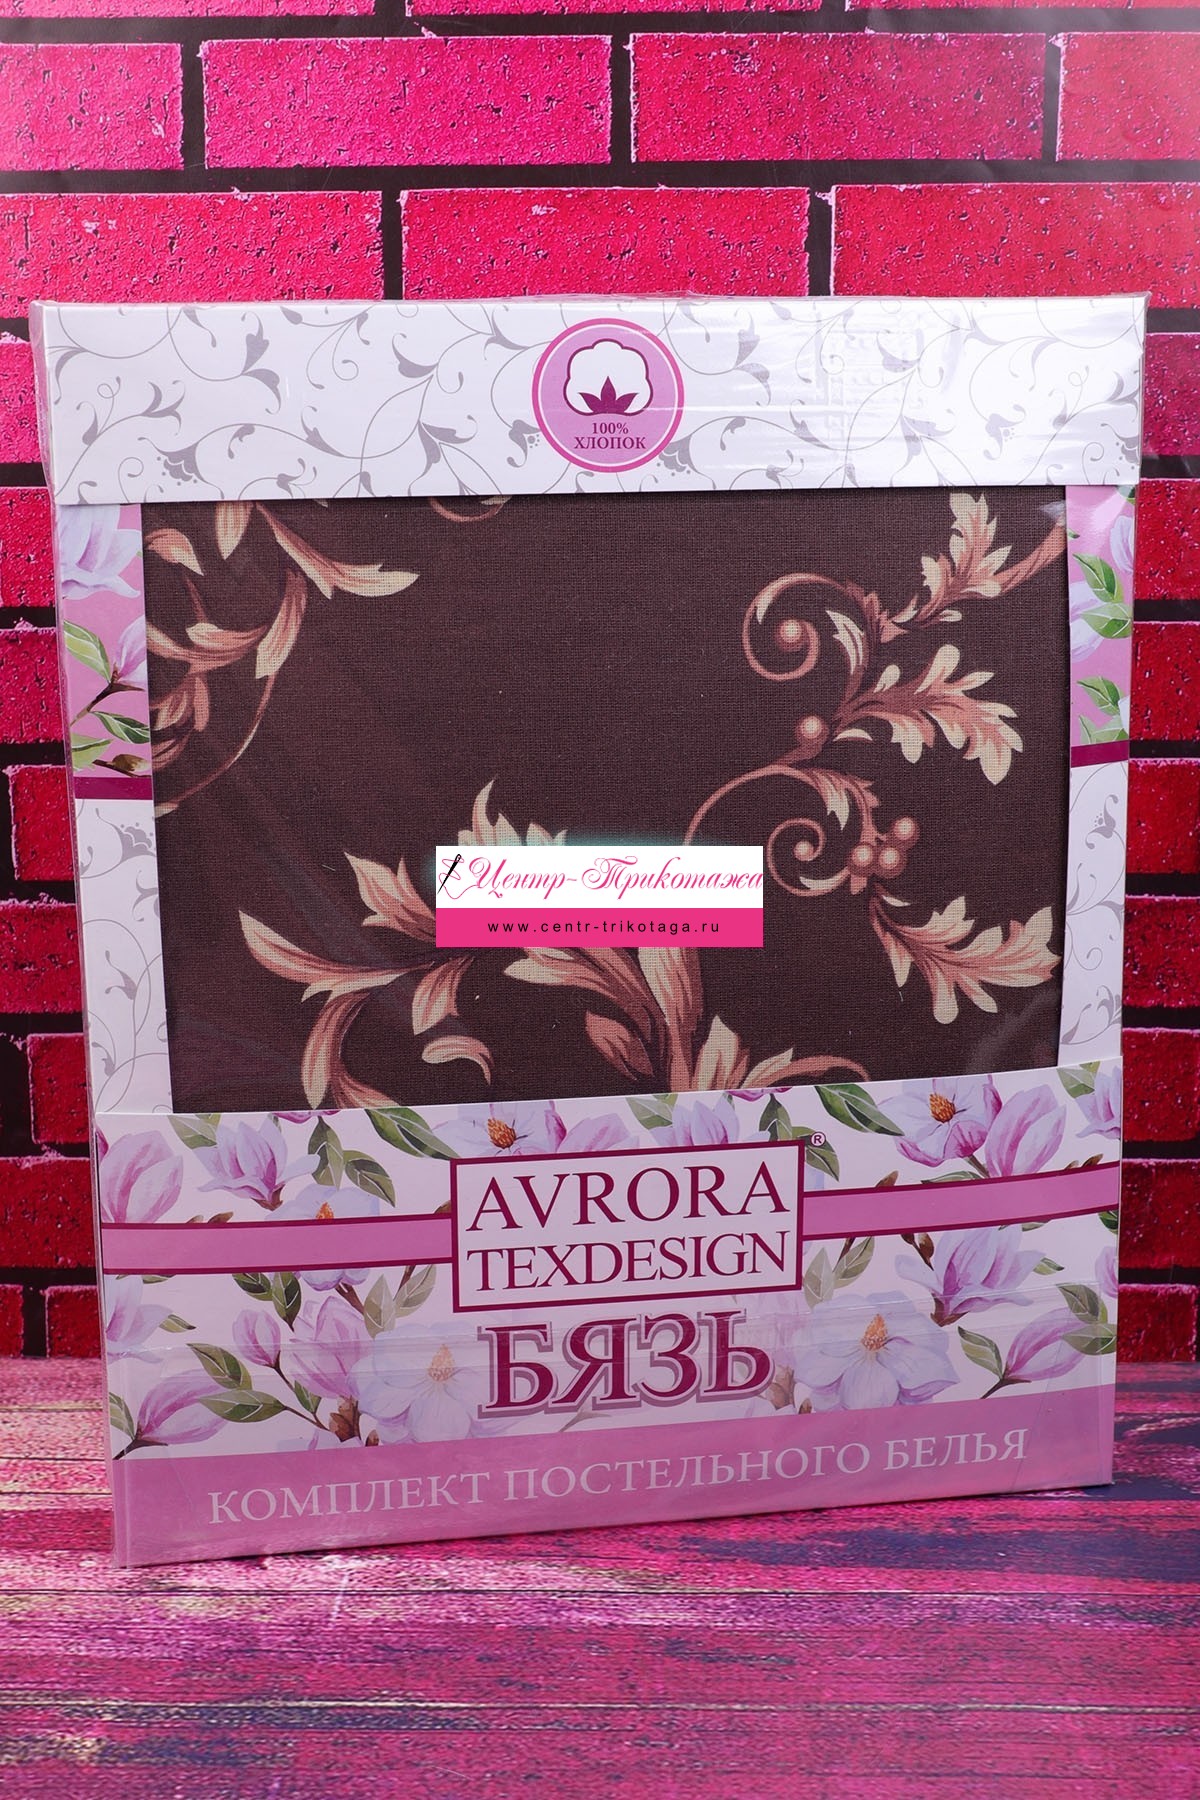 100%
ХЛОПОК
Центр-Трикотажа
www.centr-trikotaga.ru
AVRORA ®
TEXDESIGN
БЯЗЬ
КОМПЛЕКТ ПОСТЕЛЬНОГО БЕЛЬЯ